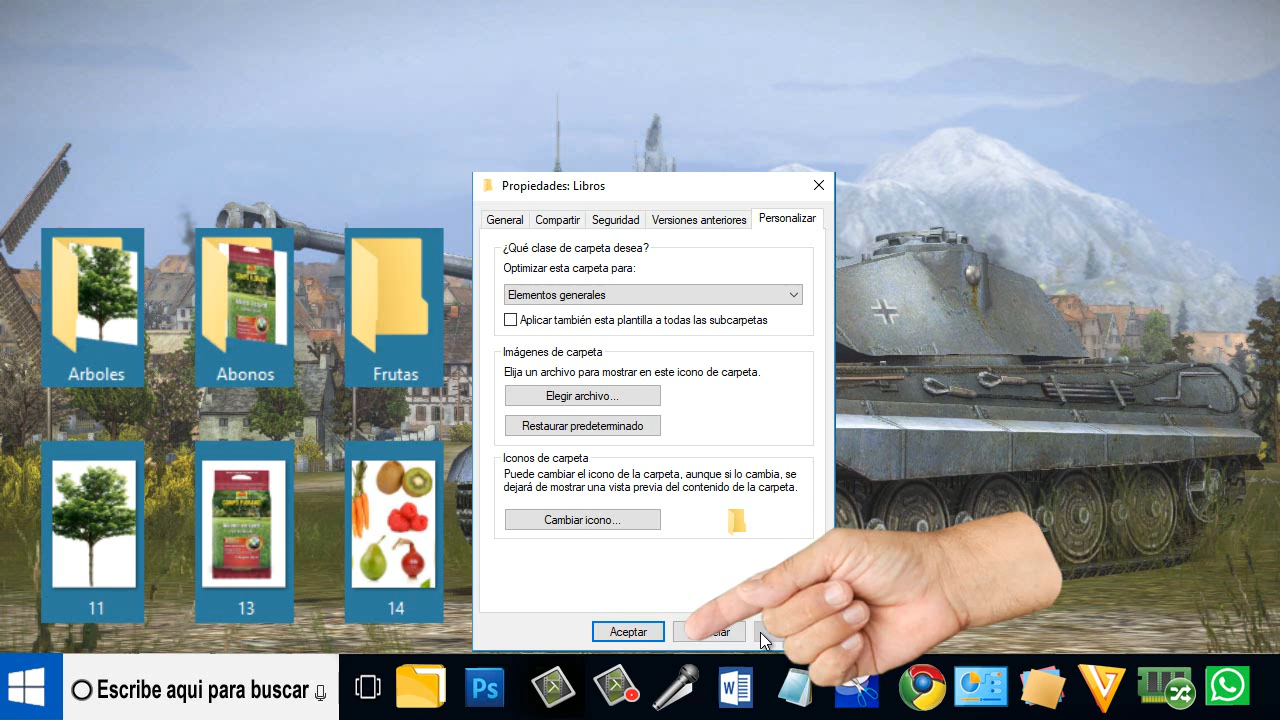 Propiedades: Libros
General
Compartir
Seguridad
Versiones anteriores
Personalizar
¿Qué clase de carpeta desea?
Optimizar esta carpeta para:
Elementos generales
Aplicar también esta plantilla a todas las subcarpetas
Imágenes de carpeta
Elija un archivo para mostrar en este icono de carpeta.
Elegir archivo...
Restaurar predeterminado
Iconos de carpeta
Puede cambiar el icono de la carpeta, aunque si lo cambia, se
dejará de mostrar una vista previa del contenido de la carpeta.
Cambiar icono...
Aceptar
Arboles
Abonos
Frutas
11
13
14
Escribe aqui para buscar
Ps
W